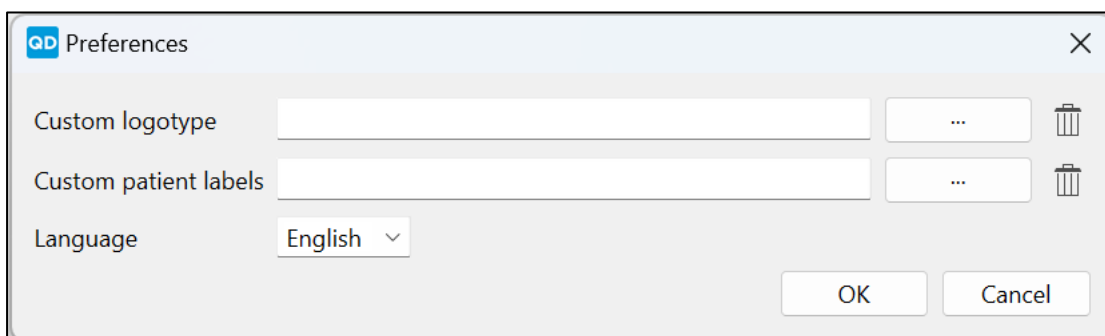 QD Preferences
Custom logotype ...
Custom patient labels ...
Language English
OK Cancel